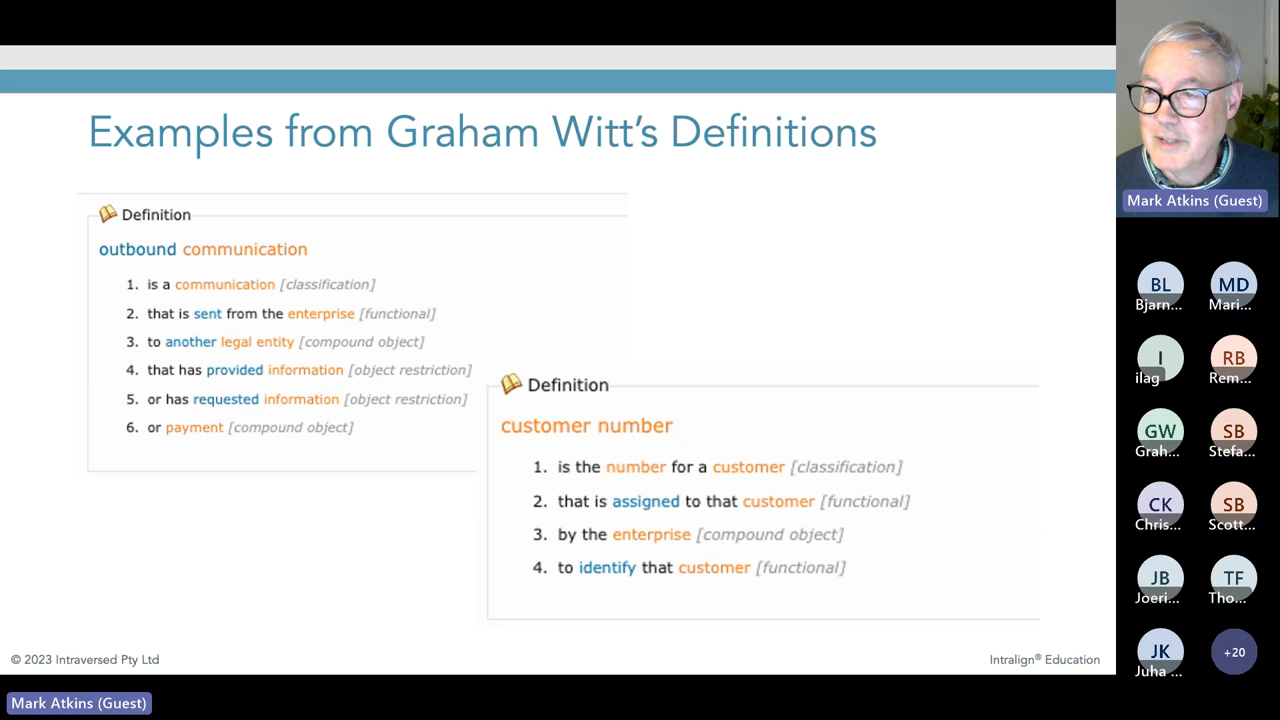 Examples from Graham Witt's Definitions
Definition
outbound communication
1. is a communication [classification]
2. that is sent from the enterprise [functional]
3. to another legal entity [compound object]
4. that has provided information [object restriction]
5. or has requested information [object restriction]
6. or payment [compound object]
Definition
customer number
1. is the number for a customer [classification]
2. that is assigned to that customer [functional]
3. by the enterprise [compound object]
4. to identify that customer [functional]
© 2023 Intraversed Pty Ltd
Intralign® Education
Mark Atkins (Guest)
Mark Atkins (Guest)
BL
MD
Bjarn...
Mari...
I
RB
ilag
Rem...
GW
SB
Grah...
Stefa...
CK
SB
Chris...
Scott...
JB
TF
Joeri...
Tho...
JK
+20
Juha ...